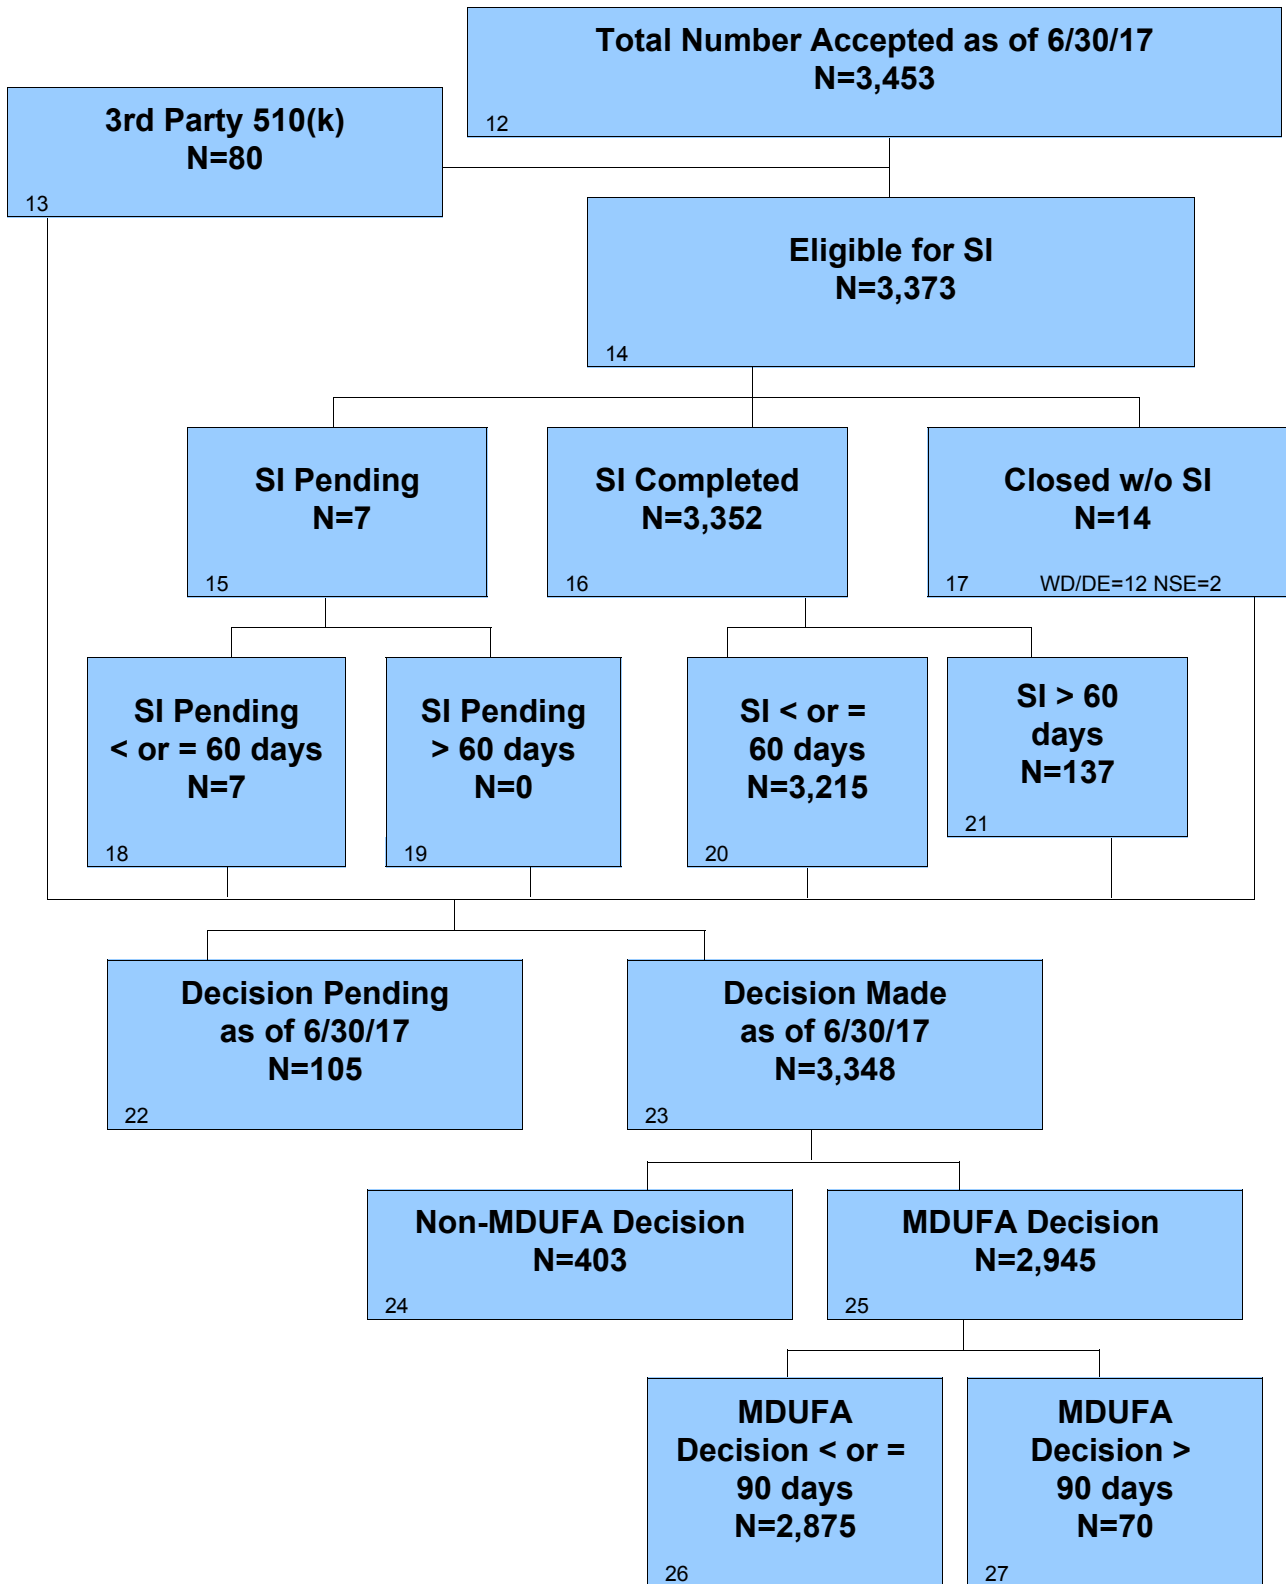 Total Number Accepted as of 6/30/17
N=3,453
12
3rd Party 510(k)
N=80
13
Eligible for SI
N=3,373
14
SI Pending
N=7
15
SI Completed
N=3,352
16
Closed w/o SI
N=14
17 WD/DE=12 NSE=2
SI Pending
< or = 60 days
N=7
18
SI Pending
> 60 days
N=0
19
SI < or =
60 days
N=3,215
20
SI > 60
days
N=137
21
Decision Pending
as of 6/30/17
N=105
22
Decision Made
as of 6/30/17
N=3,348
23
Non-MDUFA Decision
N=403
24
MDUFA Decision
N=2,945
25
MDUFA
Decision < or =
90 days
N=2,875
26
MDUFA
Decision >
90 days
N=70
27